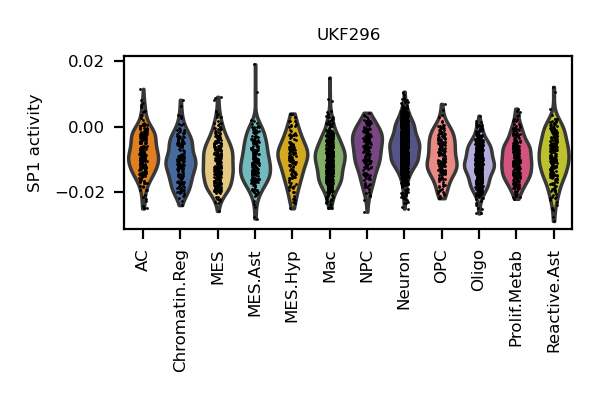 UKF296
SP1 activity
0.02
0.00
−0.02
AC
Chromatin.Reg
MES
MES.Ast
MES.Hyp
Mac
NPC
Neuron
OPC
Oligo
Prolif.Metab
Reactive.Ast